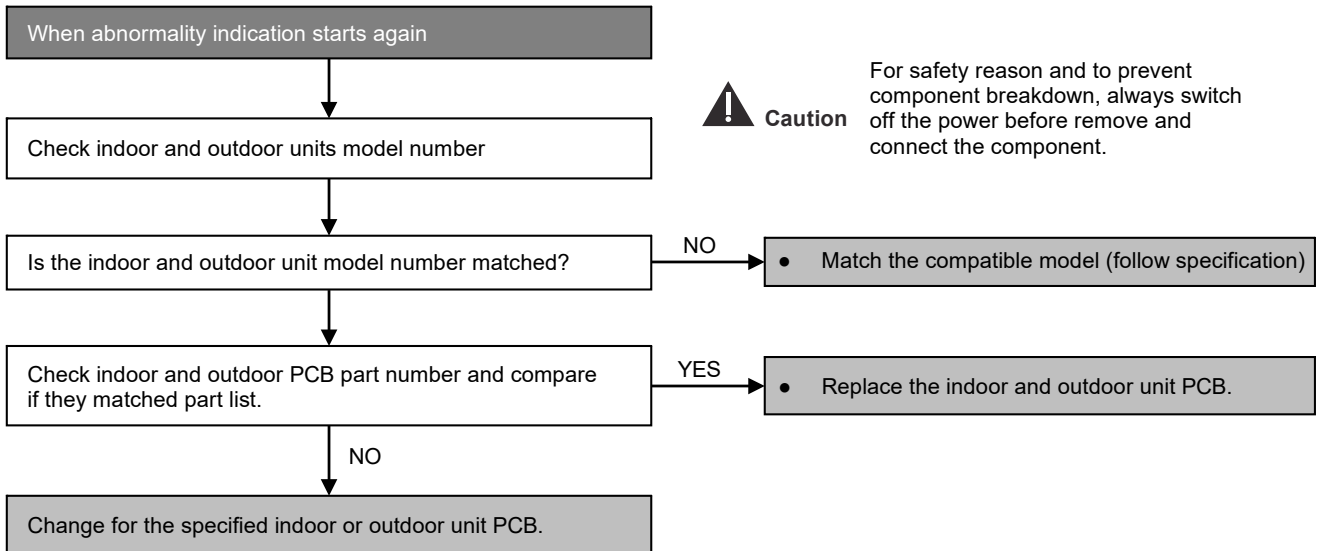 When abnormality indication starts again
For safety reason and to prevent
component breakdown, always switch
off the power before remove and
connect the component.
Caution
Check indoor and outdoor units model number
Is the indoor and outdoor unit model number matched?
NO
● Match the compatible model (follow specification)
Check indoor and outdoor PCB part number and compare
if they matched part list.
YES
● Replace the indoor and outdoor unit PCB.
NO
Change for the specified indoor or outdoor unit PCB.